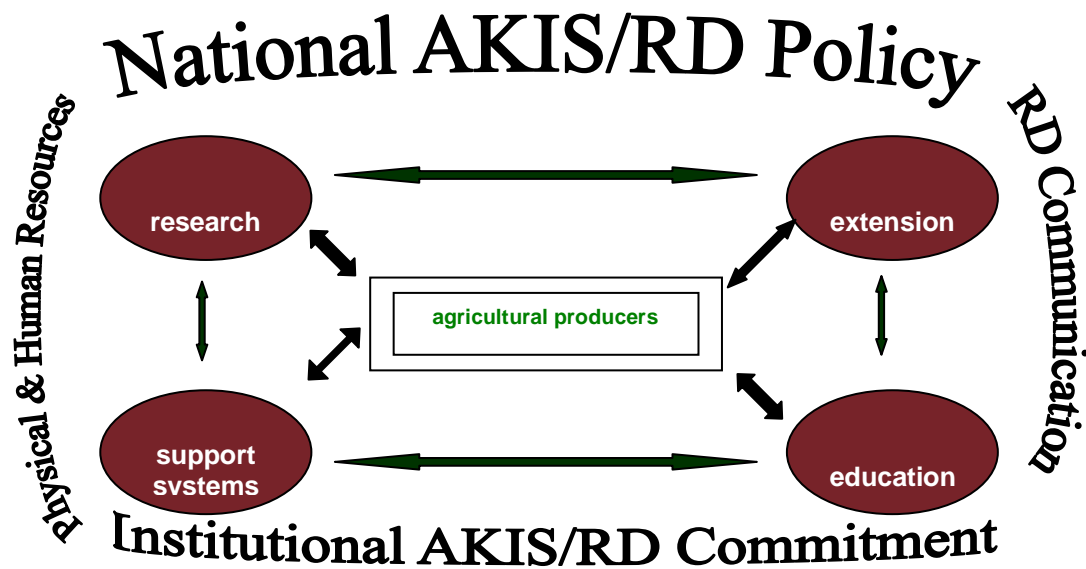 National AKIS/RD Policy
Physical & Human Resources
RD Communication
research
extension
agricultural producers
support
systems
education
Institutional AKIS/RD Commitment